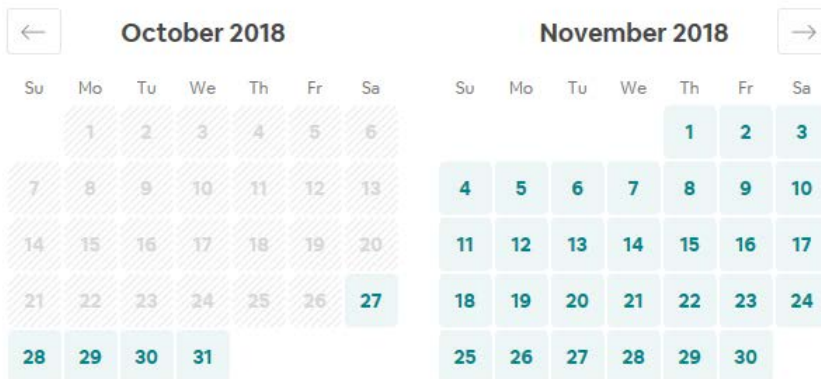 October 2018
Su Mo Tu We Th Fr Sa
1 2 3 4 5 6
7 8 9 10 11 12 13
14 15 16 17 18 19 20
21 22 23 24 25 26 27
28 29 30 31
November 2018
Su Mo Tu We Th Fr Sa
1 2 3
4 5 6 7 8 9 10
11 12 13 14 15 16 17
18 19 20 21 22 23 24
25 26 27 28 29 30